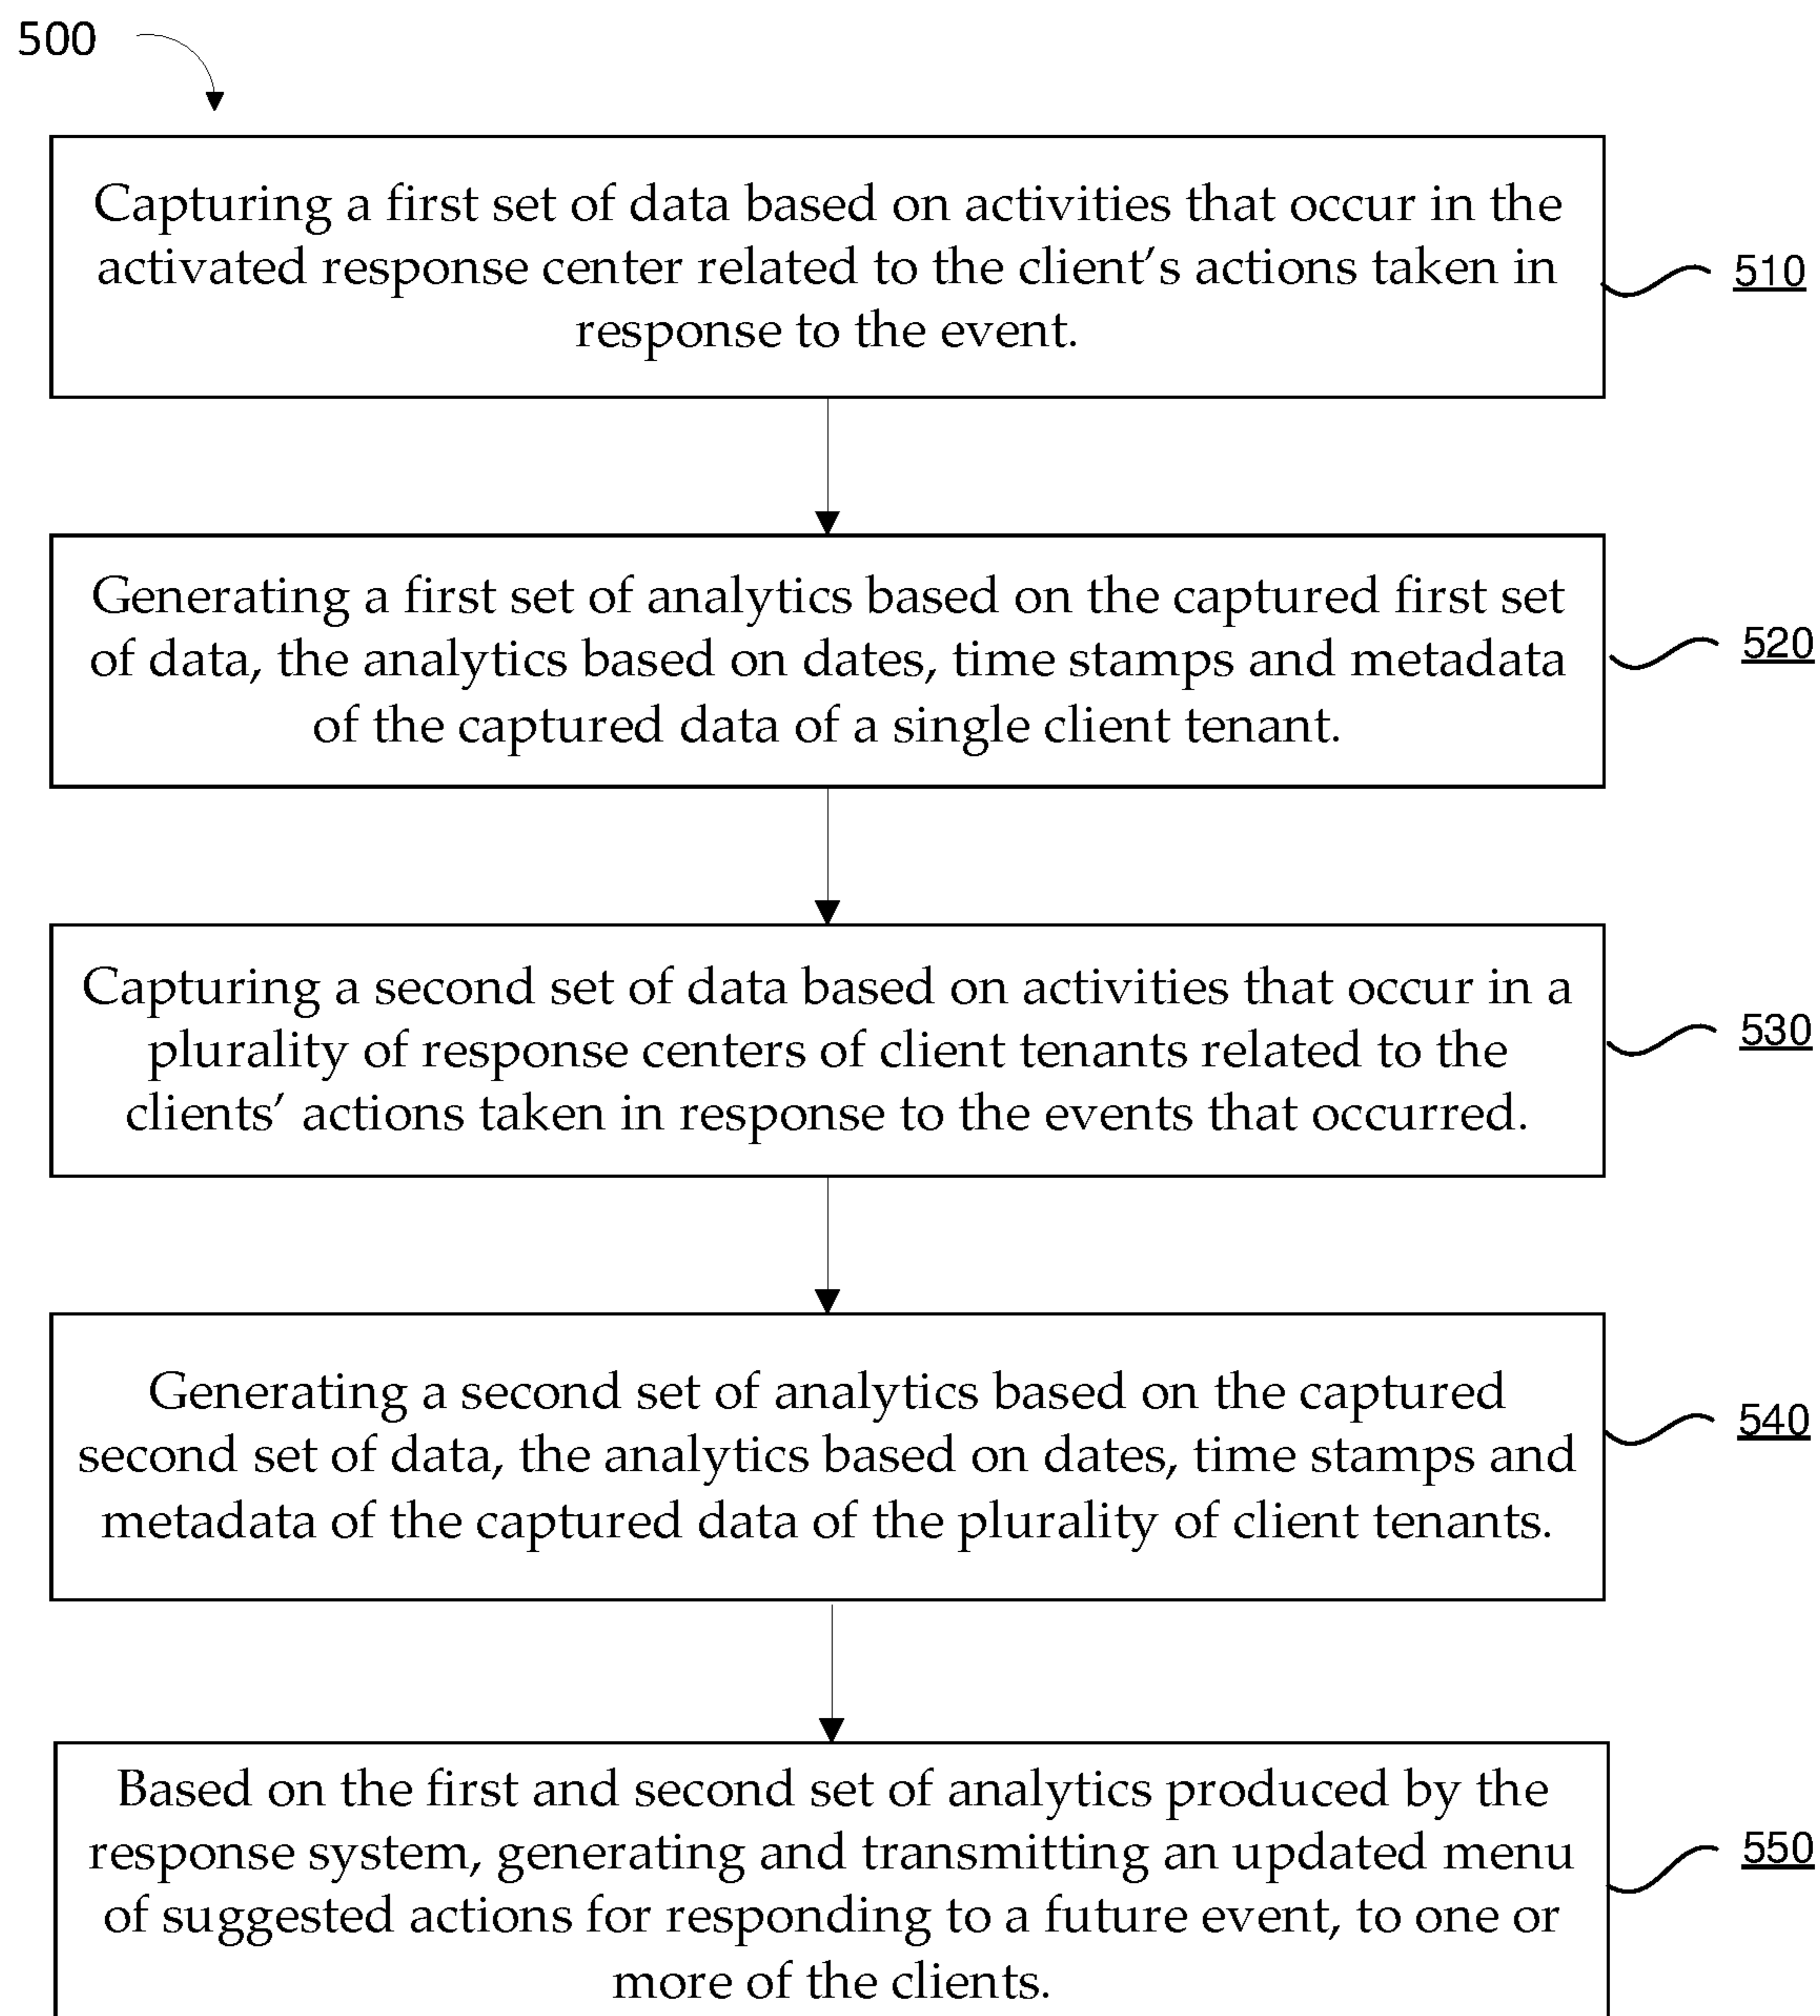 500
Capturing a first set of data based on activities that occur in the
activated response center related to the client’s actions taken in
response to the event.
510
Generating a first set of analytics based on the captured first set
of data, the analytics based on dates, time stamps and metadata
of the captured data of a single client tenant.
520
Capturing a second set of data based on activities that occur in a
plurality of response centers of client tenants related to the
clients’ actions taken in response to the events that occurred.
530
Generating a second set of analytics based on the captured
second set of data, the analytics based on dates, time stamps and
metadata of the captured data of the plurality of client tenants.
540
Based on the first and second set of analytics produced by the
response system, generating and transmitting an updated menu
of suggested actions for responding to a future event, to one or
more of the clients.
550